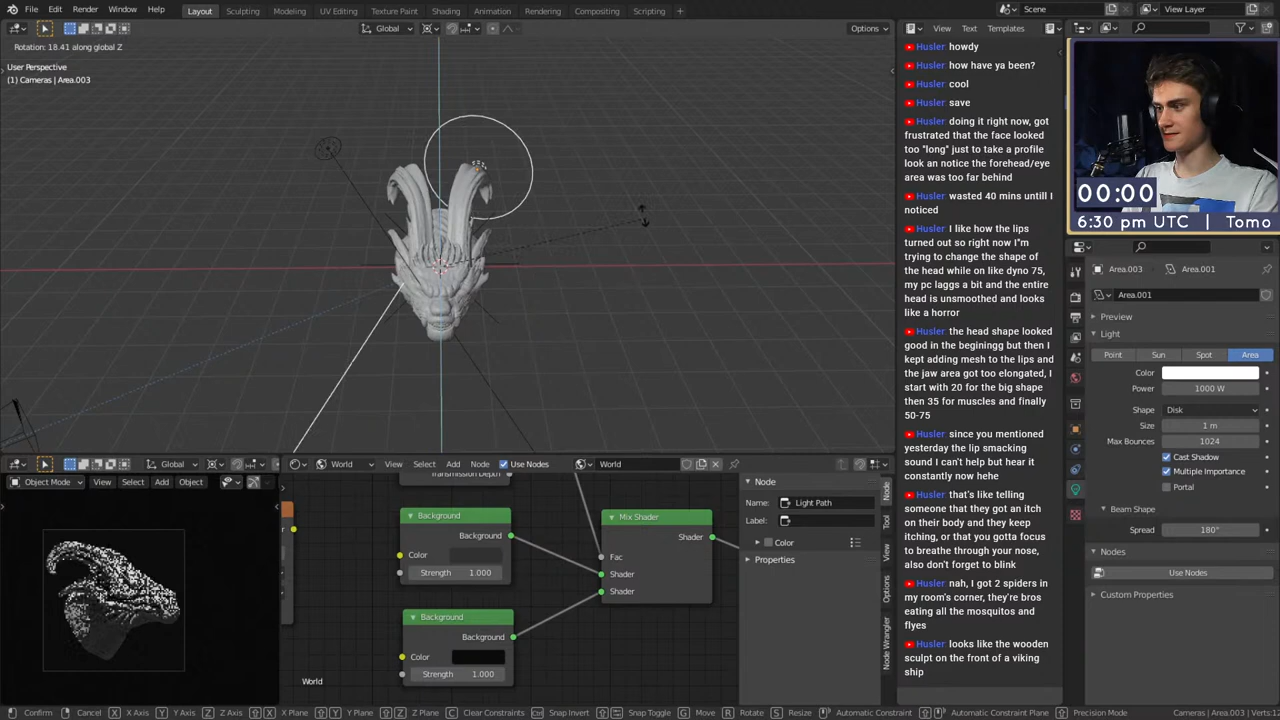 File Edit Render Window Help
Layout Sculpting Modeling UV Editing Texture Paint Shading Animation Rendering Compositing Scripting
Scene
View Layer
Global
Options
View Text Templates
Rotation: 18.41 along global Z
User Perspective
(1) Cameras | Area.003
Husler howdy
Husler how have ya been?
Husler cool
Husler save
Husler doing it right now, got
frustrated that the face looked
too "long" just to take a profile
look an notice the forehead/eye
area was too far behind
Husler wasted 40 mins untill I
noticed
Husler I like how the lips
turned out so right now I"m
trying to change the shape of
the head while on like dyno 75,
my pc laggs a bit and the entire
head is unsmoothed and looks
like a horror
Husler the head shape looked
good in the beginingg but then I
kept adding mesh to the lips and
the jaw area got too elongated, I
start with 20 for the big shape
then 35 for muscles and finally
50-75
Husler since you mentioned
yesterday the lip smacking
sound I can't help but hear it
constantly now hehe
Husler that's like telling
someone that they got an itch
on their body and they keep
itching, or that you gotta focus
to breathe through your nose,
also don't forget to blink
Husler nah, I got 2 spiders in
my room's corner, they're bros
eating all the mosquitos and
flyes
Husler looks like the wooden
sculpt on the front of a viking
ship
00:00
6:30 pm UTC | Tomo
Area.003 Area.001
Area.001
Preview
Light
Point Sun Spot Area
Color
Power 1000 W
Shape Disk
Size 1 m
Max Bounces 1024
Cast Shadow
Multiple Importance
Portal
Beam Shape
Spread 180°
Nodes
Use Nodes
Custom Properties
Global
Object Mode View Select Add Object
World View Select Add Node Use Nodes World
Transmission Depth
Background
Background
Color
Strength 1.000
Mix Shader
Shader
Fac
Shader
Shader
Background
Background
Color
Strength 1.000
World
Node
Name: Light Path
Label:
Color
Properties
Node
Tool
View
Options
Node Wrangler
Confirm Cancel X X Axis Y Y Axis Z Z Axis X X Plane Y Y Plane Z Z Plane C Clear Constraints Snap Invert Snap Toggle G Move R Rotate S Resize Automatic Constraint Automatic Constraint Plane Precision Mode